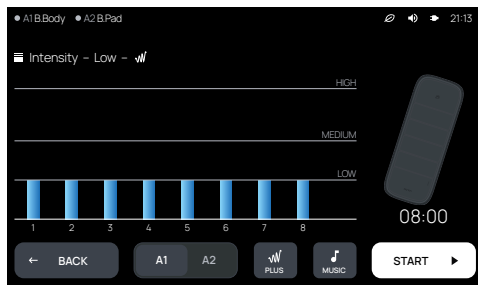 A1 B.Body A2 B.Pad 21:13
Intensity – Low –
HIGH
MEDIUM
LOW
1 2 3 4 5 6 7 8
08:00
← BACK A1 A2 PLUS MUSIC START